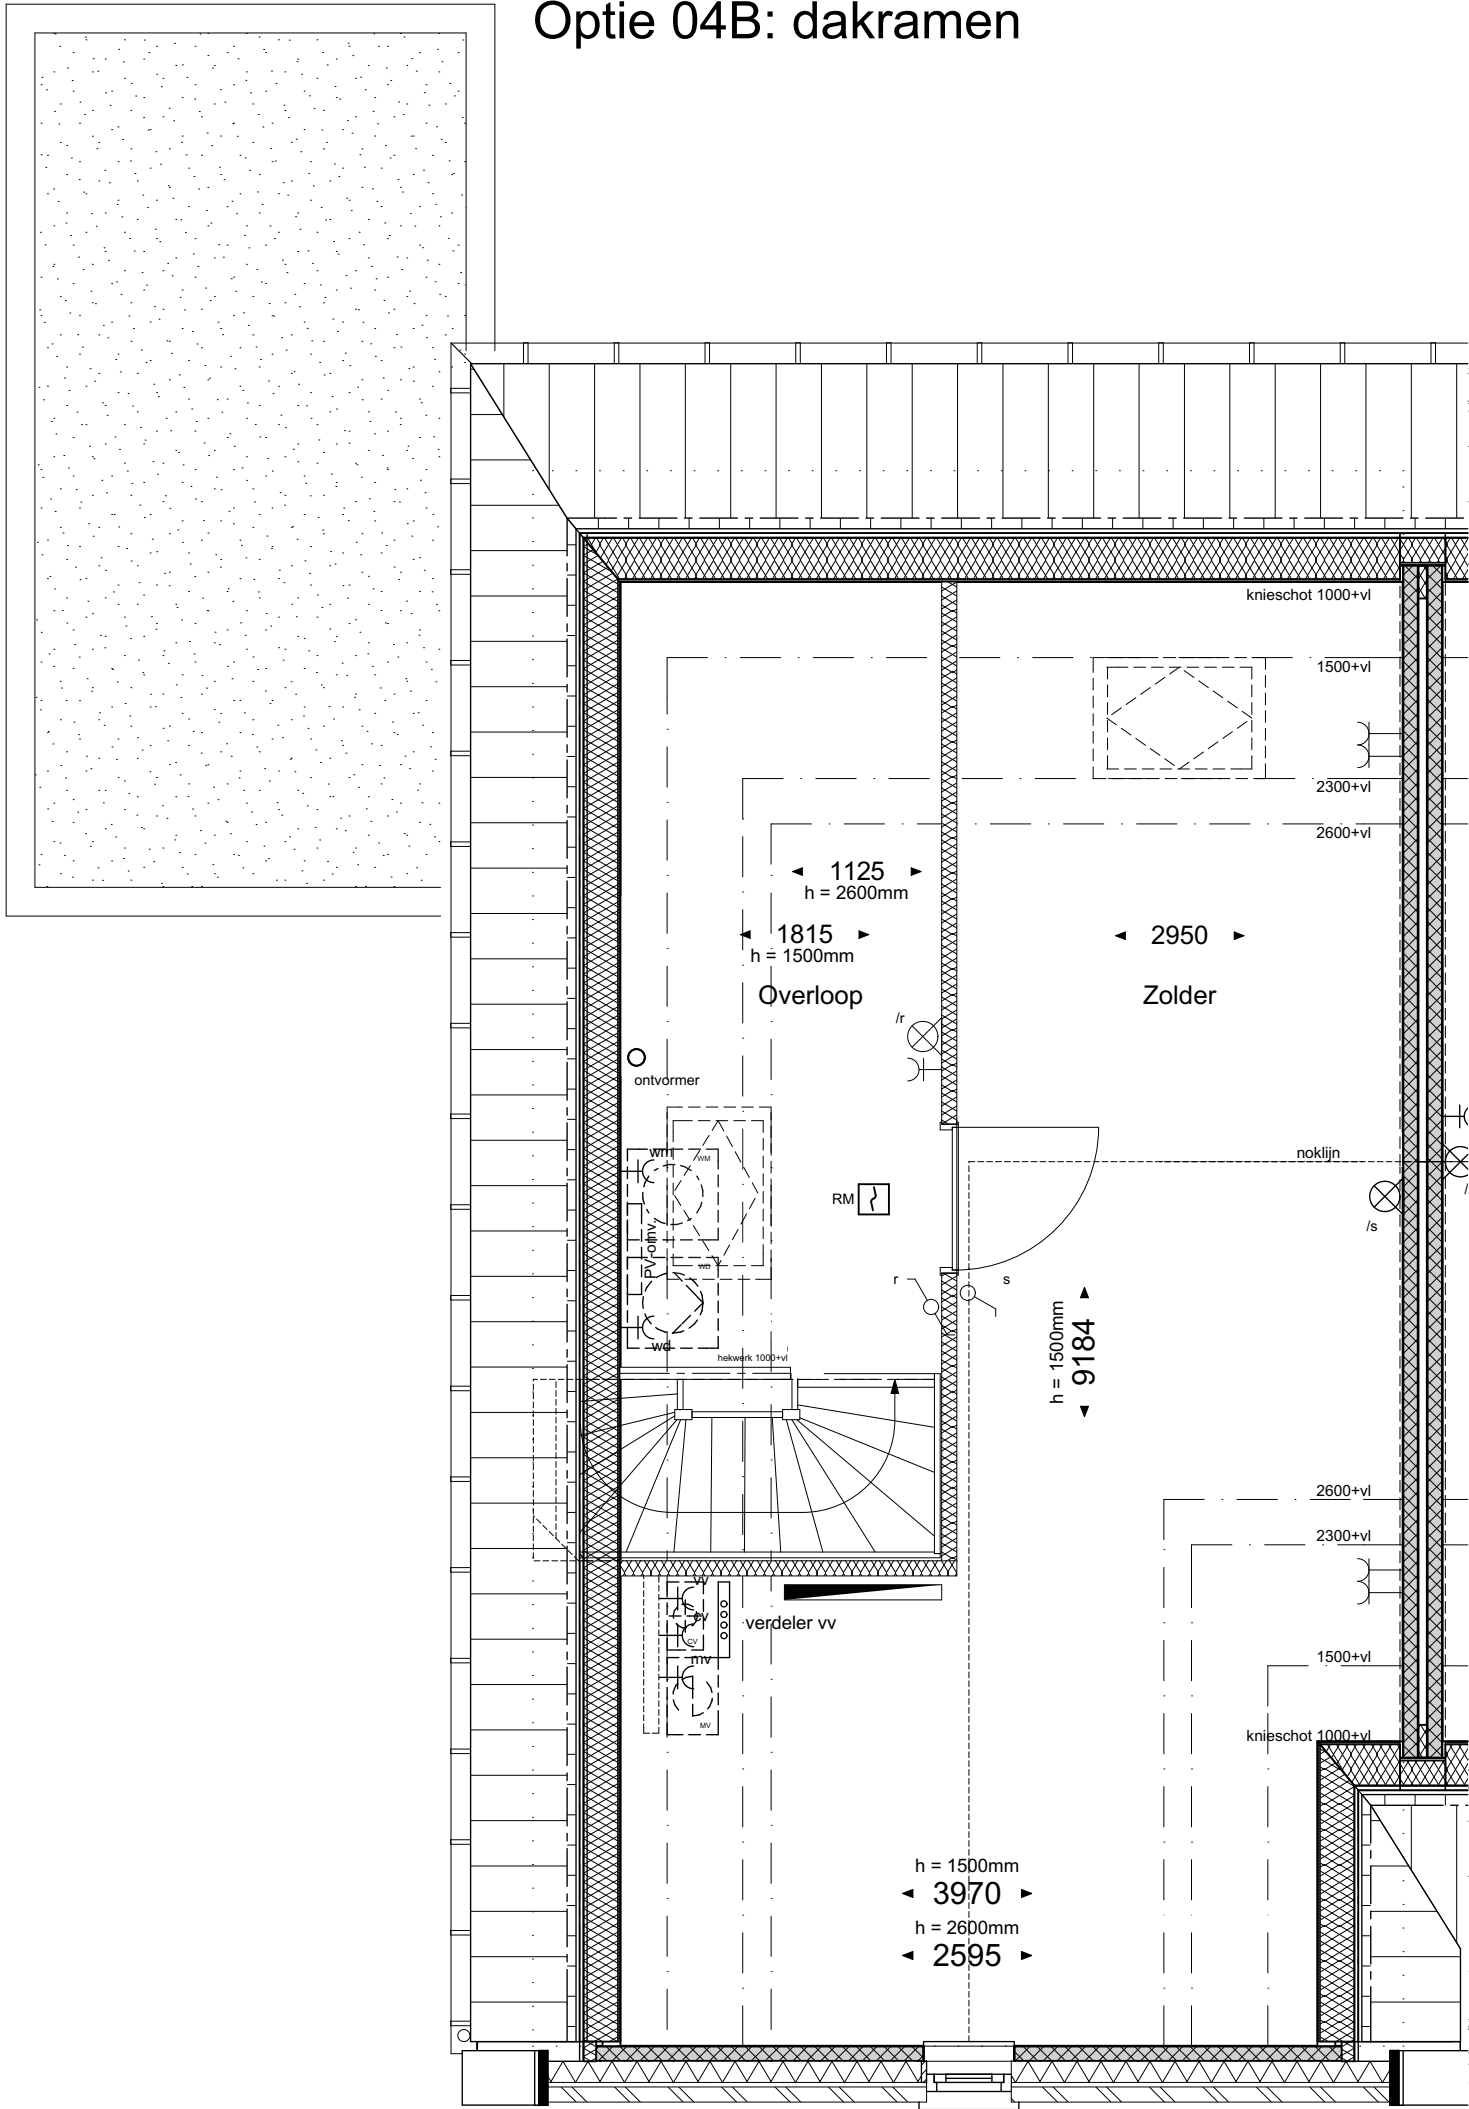 Optie 04B: dakramen
knieschot 1000+vl
1500+vl
2300+vl
2600+vl
1125
h = 2600mm
1815
h = 1500mm
2950
Overloop
Zolder
/r
ontvormer
noklijn
wm
WM
RM
/s
PV-omv.
WD
r
s
h = 1500mm
9184
wd
hekwerk 1000+vl
2600+vl
2300+vl
vv
cv
CV
verdeler vv
mv
1500+vl
MV
knieschot 1000+vl
h = 1500mm
3970
h = 2600mm
2595